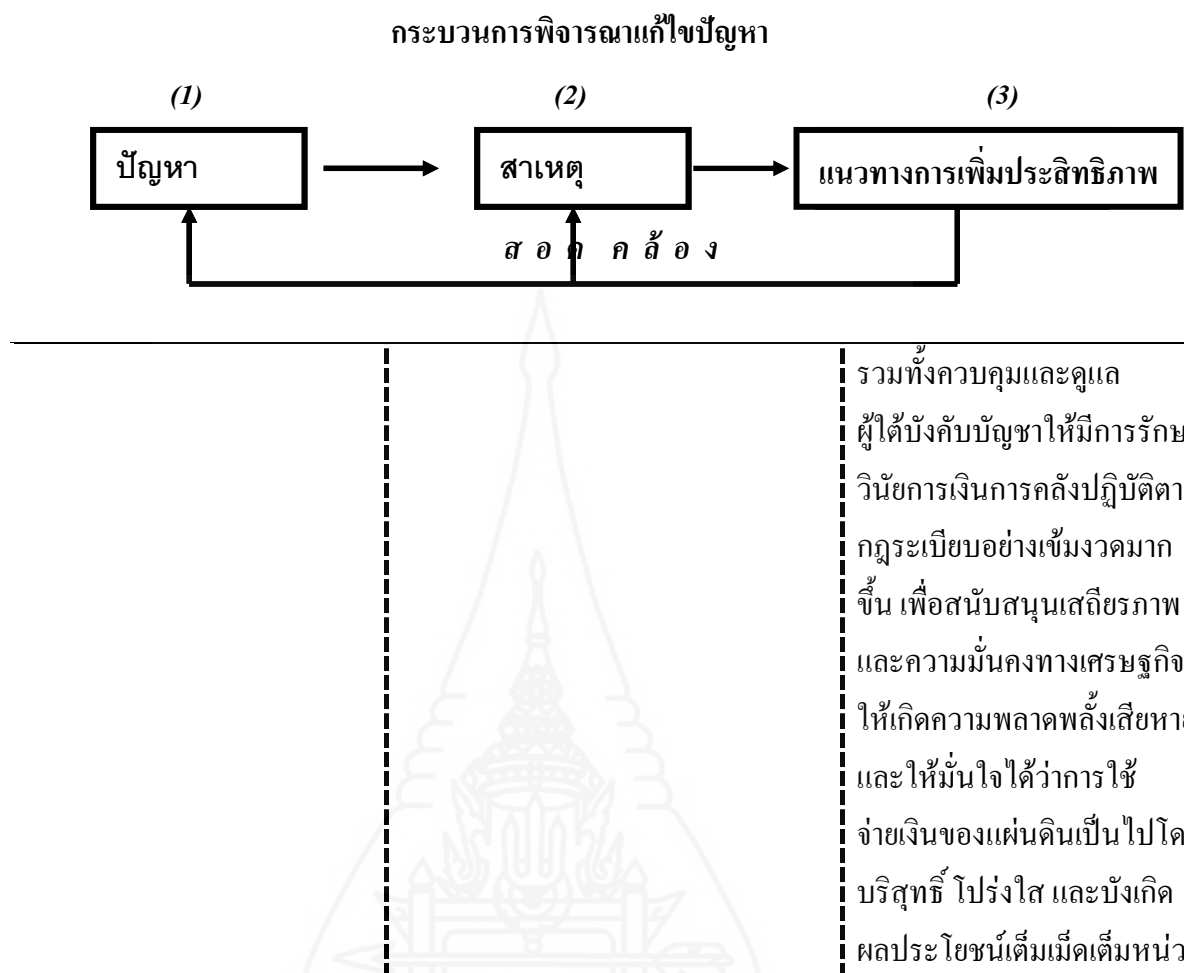 กระบวนการพิจารณาแก้ไขปัญหา
(1) (2) (3)
ปัญหา สาเหตุ แนวทางการเพิ่มประสิทธิภาพ
ส อ ด ค ล้ อ ง
รวมทั้งควบคุมและดูแล
ผู้ใต้บังคับบัญชาให้มีการรักษ
วินัยการเงินการคลังปฏิบัติตา
กฎระเบียบอย่างเข้มงวดมาก
ขึ้น เพื่อสนับสนุนเสถียรภาพ
และความมั่นคงทางเศรษฐกิจ
ให้เกิดความพลาดพลั้งเสียหา
และให้มั่นใจได้ว่าการใช้
จ่ายเงินของแผ่นดินเป็นไปโด
บริสุทธิ์ โปร่งใส และบังเกิด
ผลประโยชน์เต็มเม็ดเต็มหน่ว